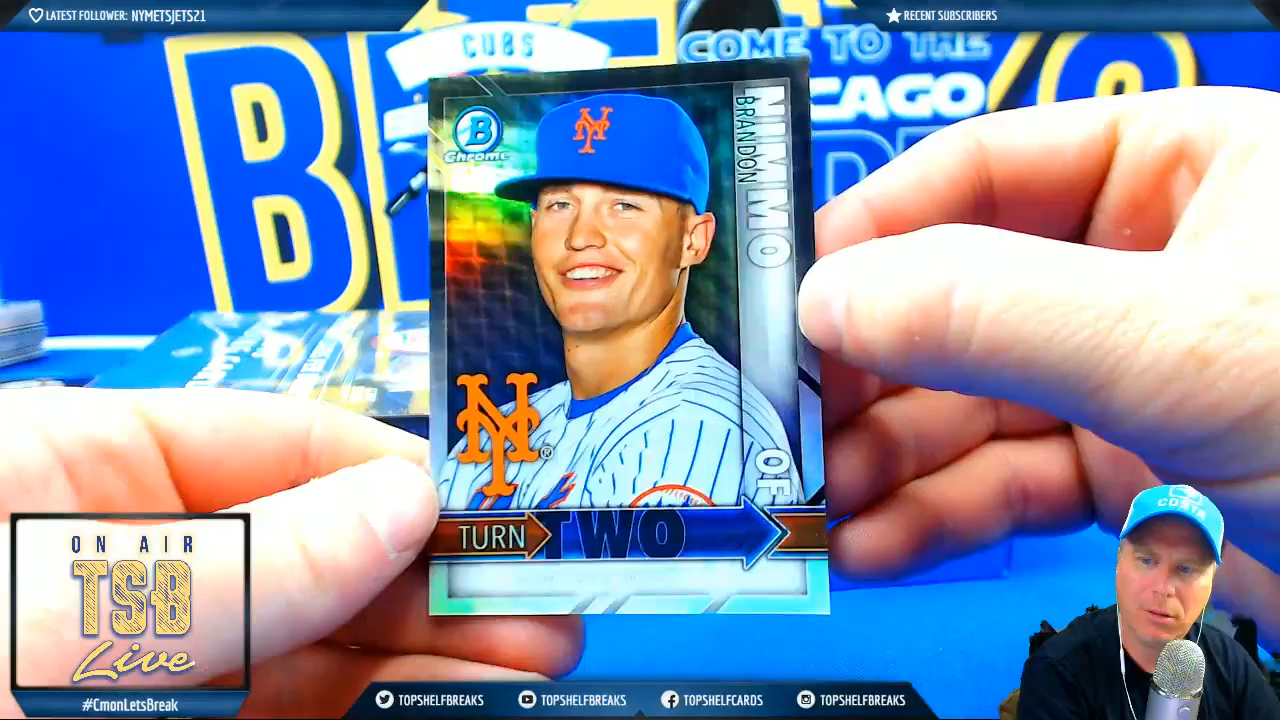 LATEST FOLLOWER: NYMETSJETS21
RECENT SUBSCRIBERS
CUBS
COME TO THE
CHICAGO
B
B
Chrome
NIMMO
BRANDON
NY
NY
OF
TURN TWO
COSTA
ON AIR
TSB
Live
#CmonLetsBreak
TOPSHELFBREAKS
TOPSHELFBREAKS
TOPSHELFCARDS
TOPSHELFBREAKS